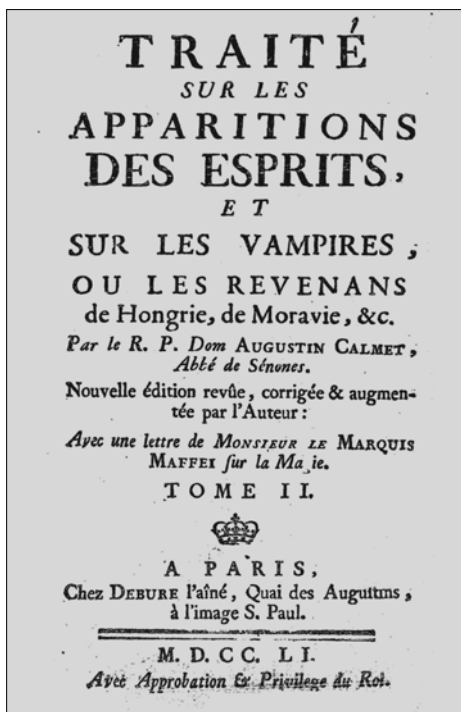 TRAITÉ
SUR LES
APPARITIONS
DES ESPRITS,
ET
SUR LES VAMPIRES,
OU LES REVENANS
de Hongrie, de Moravie, &c.
Par le R. P. Dom AUGUSTIN CALMET,
Abbé de Sénones.
Nouvelle édition revûe, corrigée & augmen-
tée par l'Auteur:
Avec une lettre de MONSIEUR LE MARQUIS
MAFFEI ſur la Magie.
TOME II.
A PARIS,
Chez DEBURE l'aîné, Quai des Auguſtins,
à l'image S. Paul.
M. D. CC. LI.
Avec Approbation & Privilege du Roi.